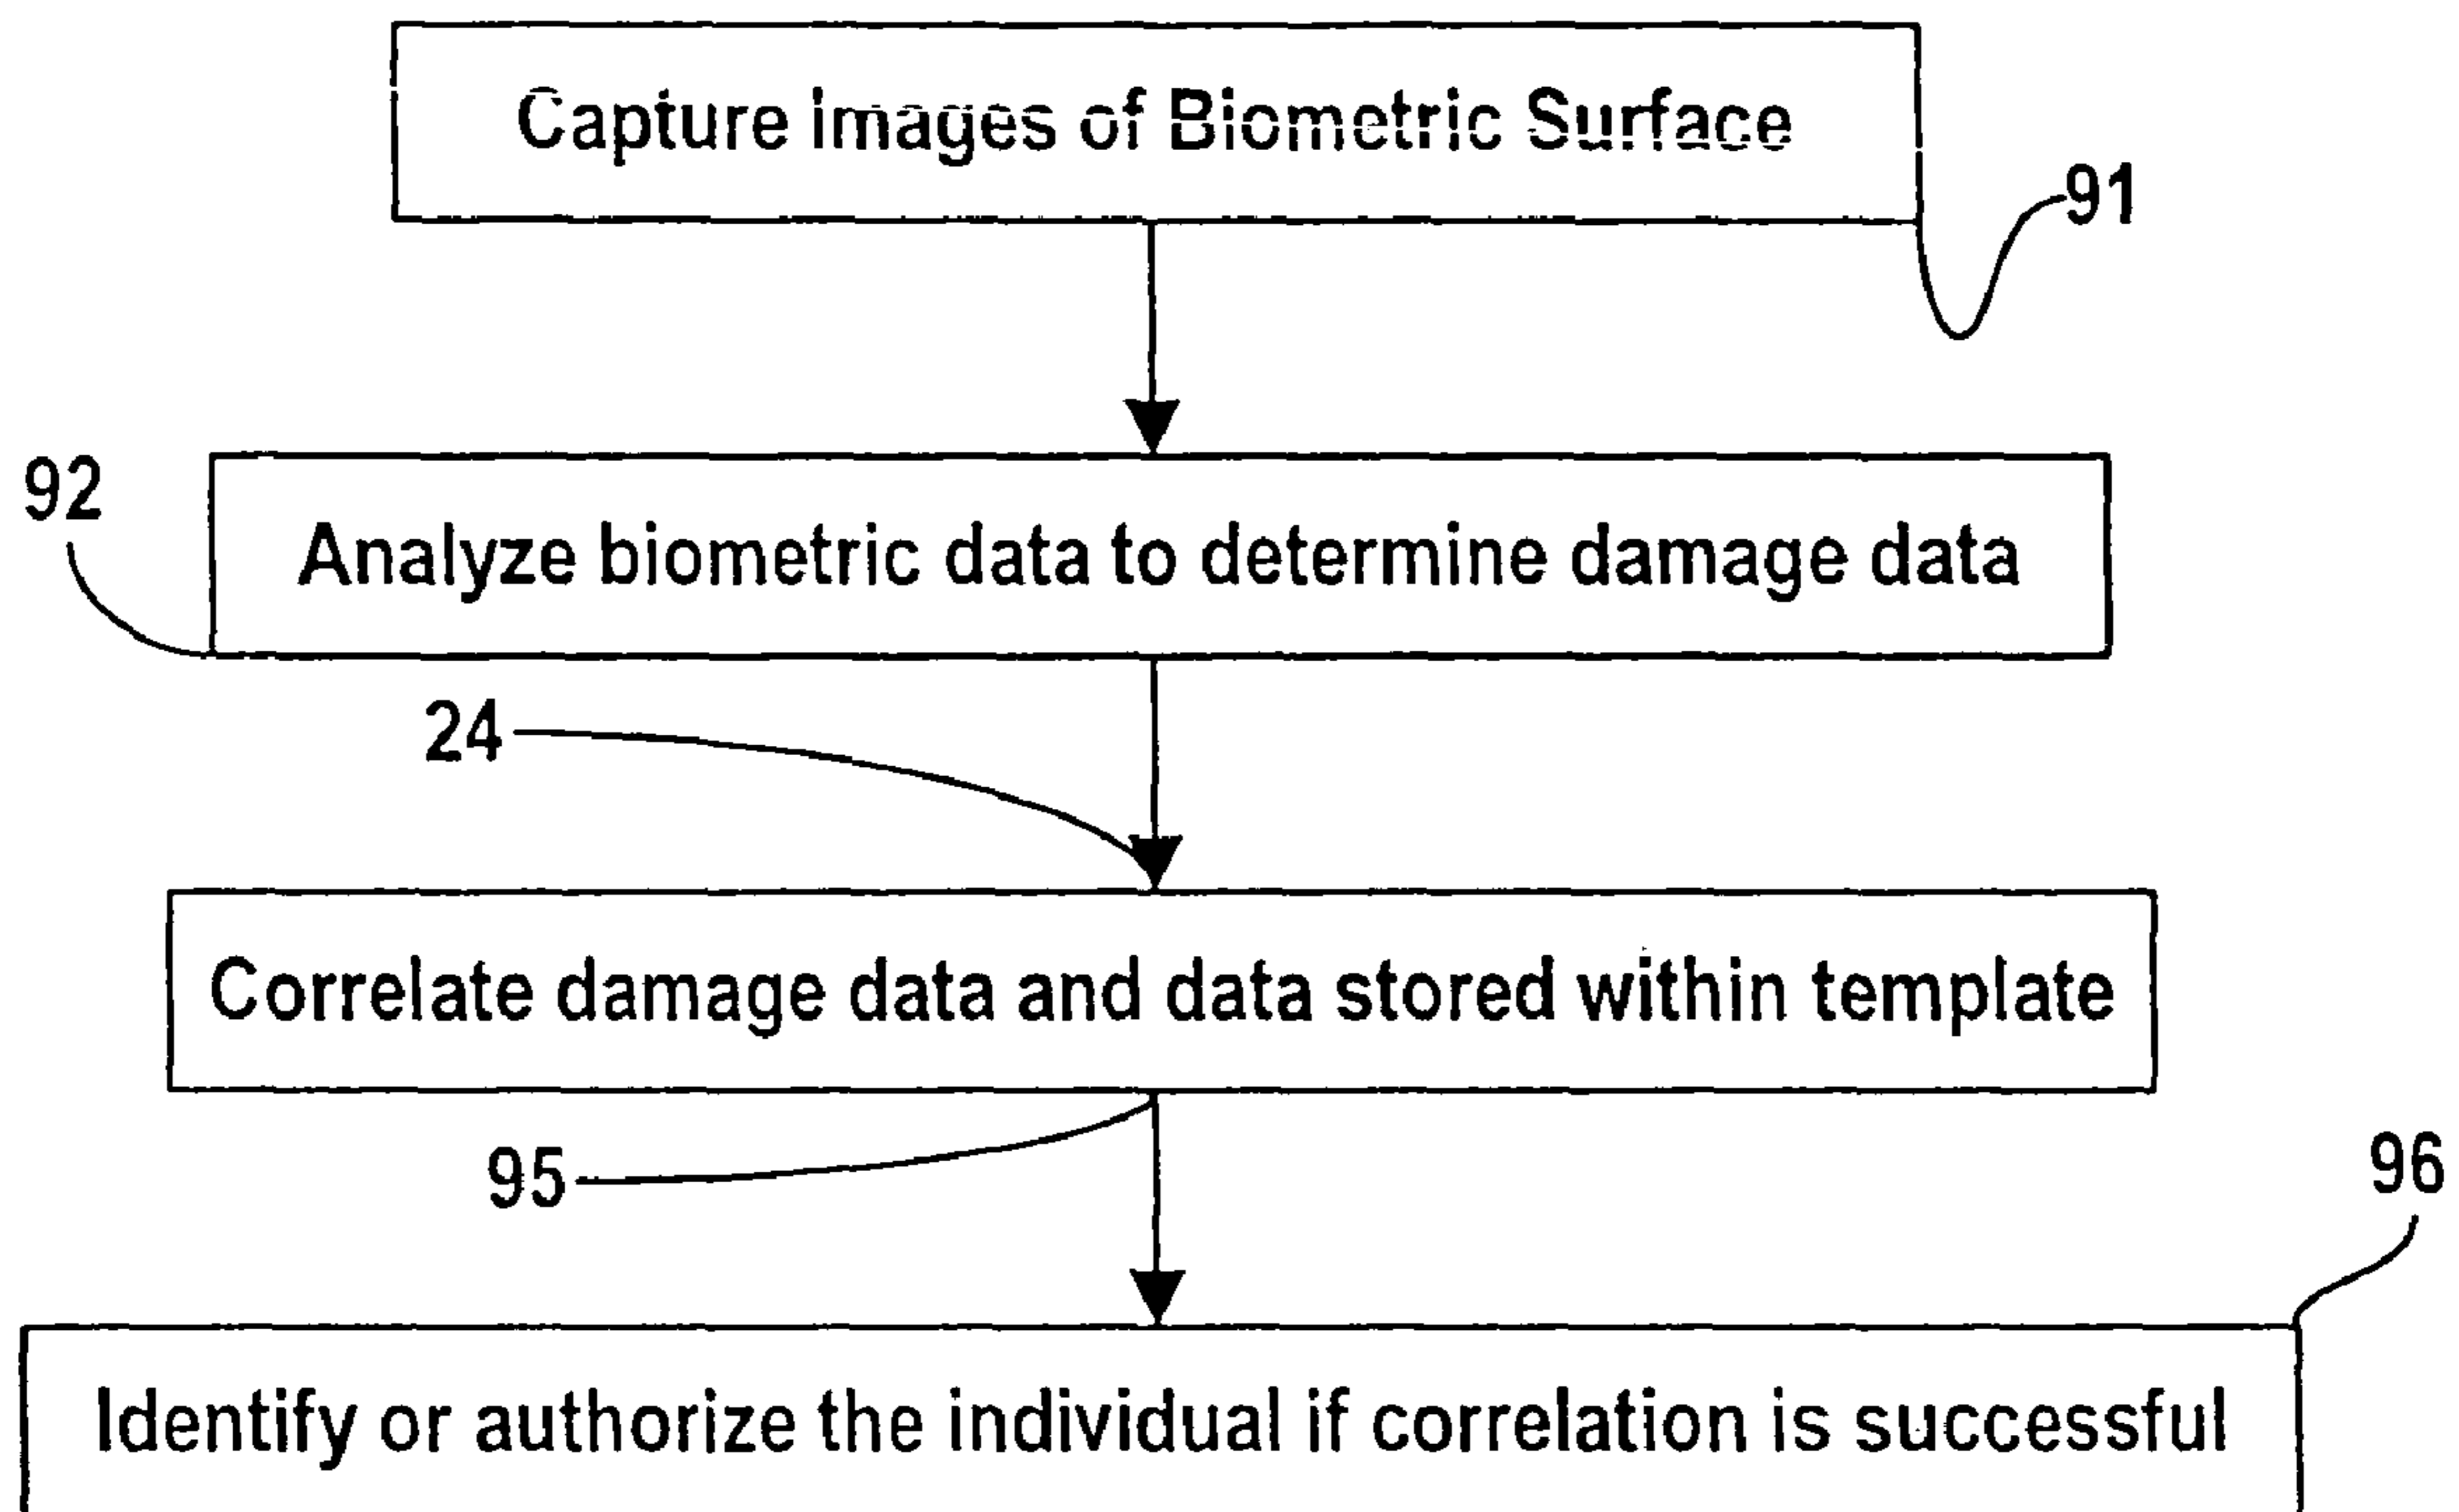 Capture images of Biometric Surface
91
92
Analyze biometric data to determine damage data
24
Correlate damage data and data stored within template
95
96
Identify or authorize the individual if correlation is successful